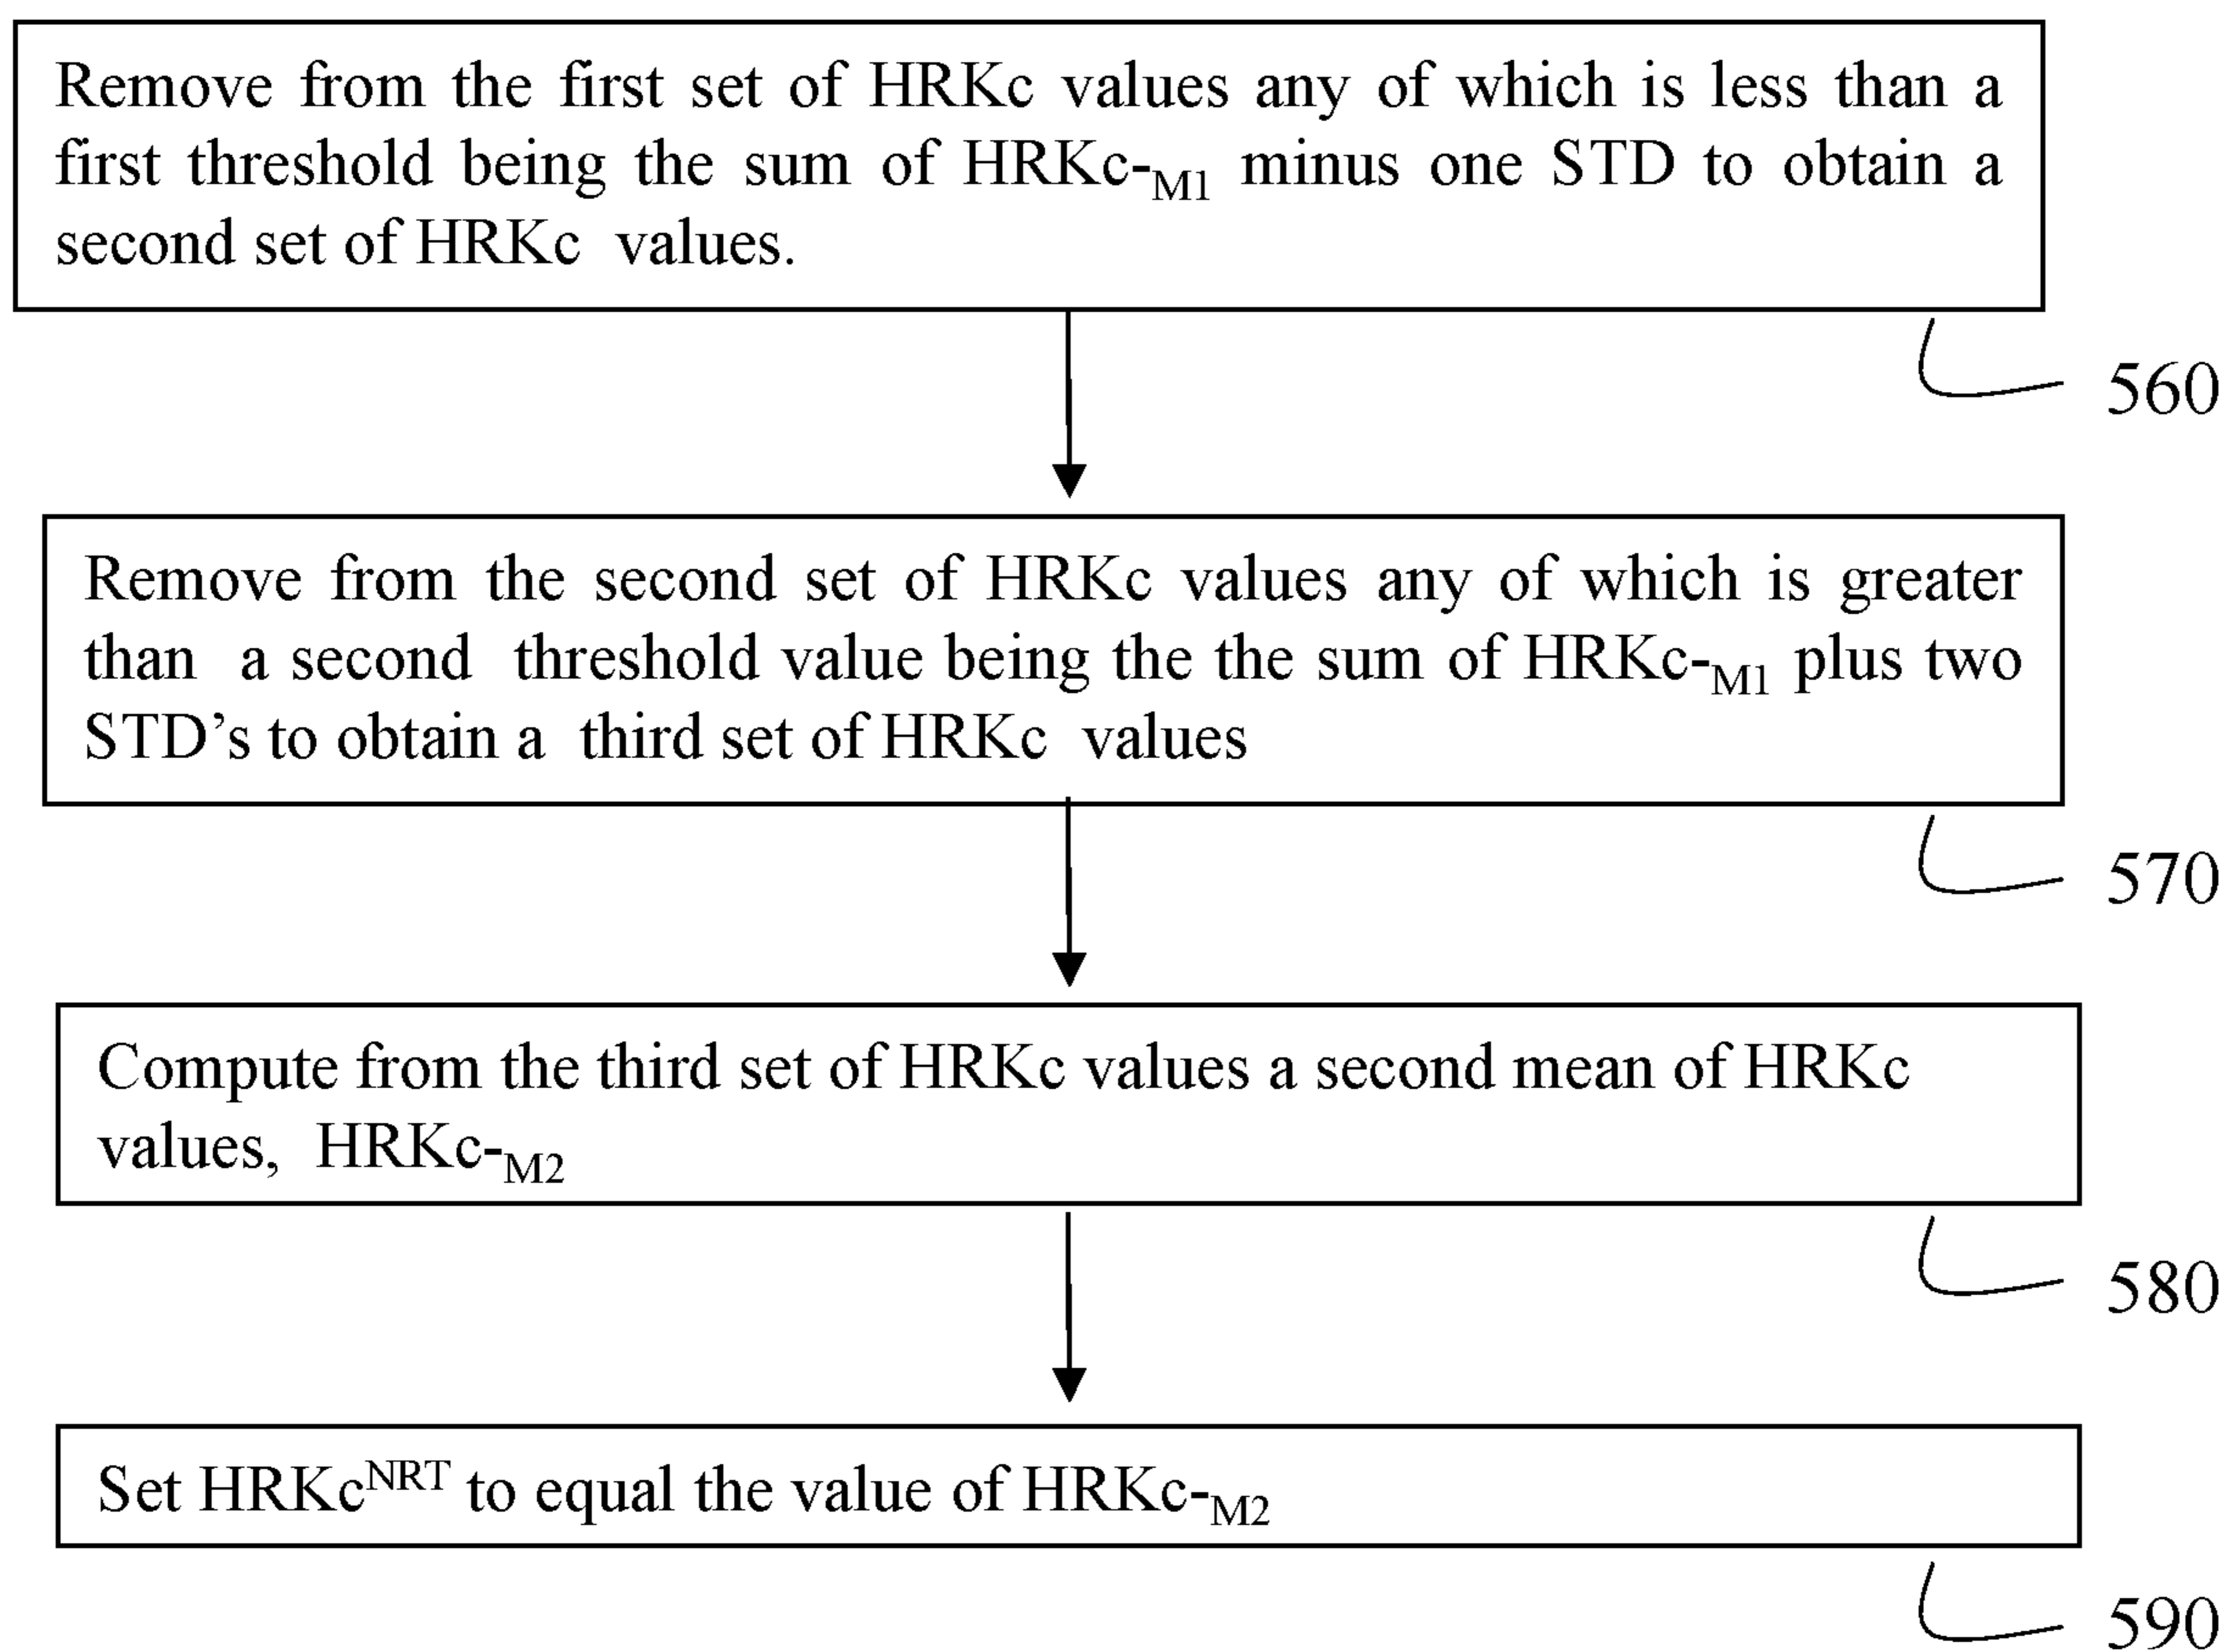 Remove from the first set of HRKc values any of which is less than a
first threshold being the sum of HRKc-M1 minus one STD to obtain a
second set of HRKc values.
560
Remove from the second set of HRKc values any of which is greater
than a second threshold value being the the sum of HRKc-M1 plus two
STD’s to obtain a third set of HRKc values
570
Compute from the third set of HRKc values a second mean of HRKc
values, HRKc-M2
580
Set HRKcNRT to equal the value of HRKc-M2
590